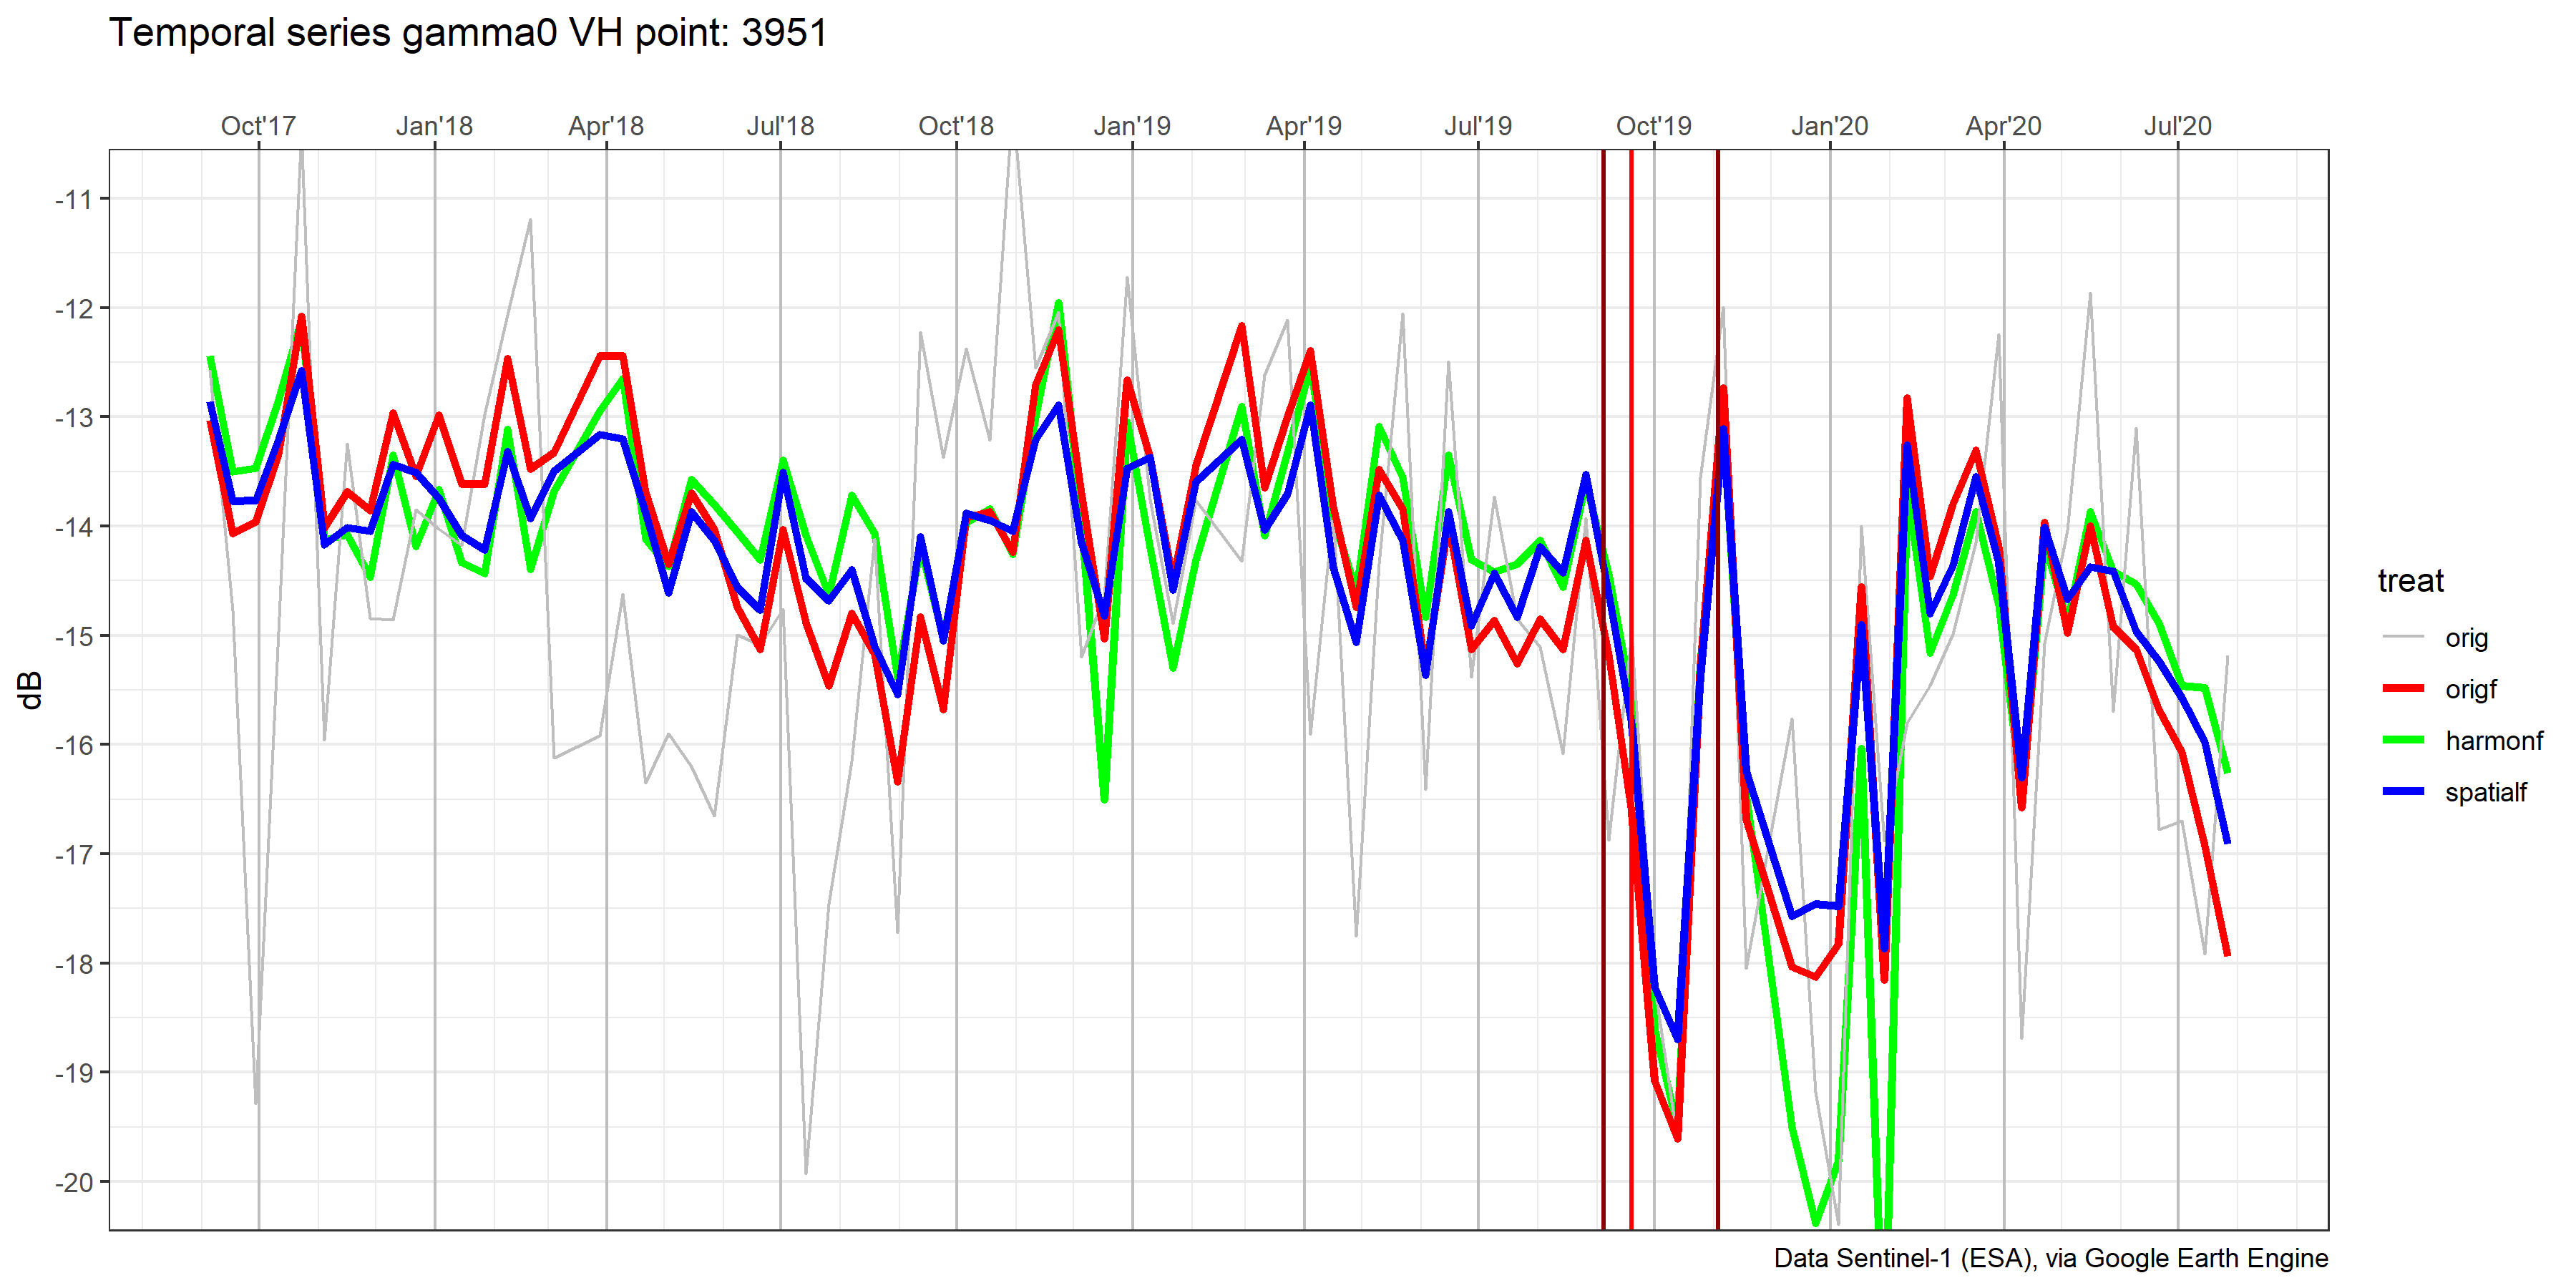 Temporal series gamma0 VH point: 3951
Oct'17 Jan'18 Apr'18 Jul'18 Oct'18 Jan'19 Apr'19 Jul'19 Oct'19 Jan'20 Apr'20 Jul'20
-11
-12
-13
-14
-15
-16
-17
-18
-19
-20
dB
treat
orig
origf
harmonf
spatialf
Data Sentinel-1 (ESA), via Google Earth Engine